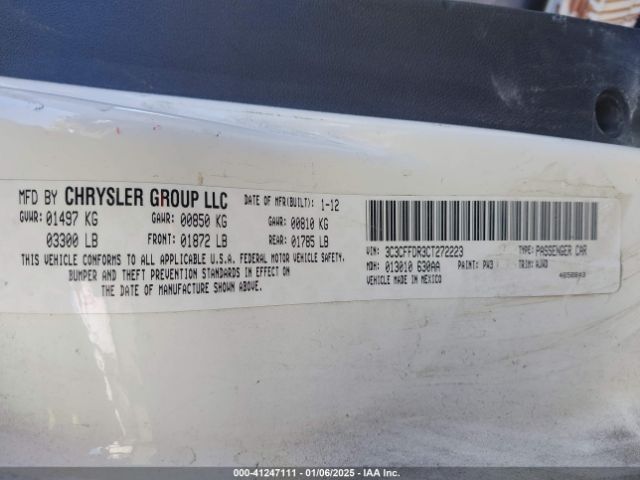 MFD BY CHRYSLER GROUP LLC DATE OF MFR(BUILT): 1-12
GVWR: 01497 KG GAWR: 00850 KG GAWR: 00810 KG
03300 LB FRONT: 01872 LB REAR: 01785 LB
THIS VEHICLE CONFORMS TO ALL APPLICABLE U.S.A. FEDERAL MOTOR VEHICLE SAFETY,
BUMPER AND THEFT PREVENTION STANDARDS IN EFFECT ON
THE DATE OF MANUFACTURE SHOWN ABOVE.
VIN: 3C3CFFDR3CT272223 TYPE: PASSENGER CAR
MDH: 013010 630AA PAINT: PW3 TRIM:
VEHICLE MADE IN MEXICO
000-41247111 - 01/06/2025 - IAA Inc.